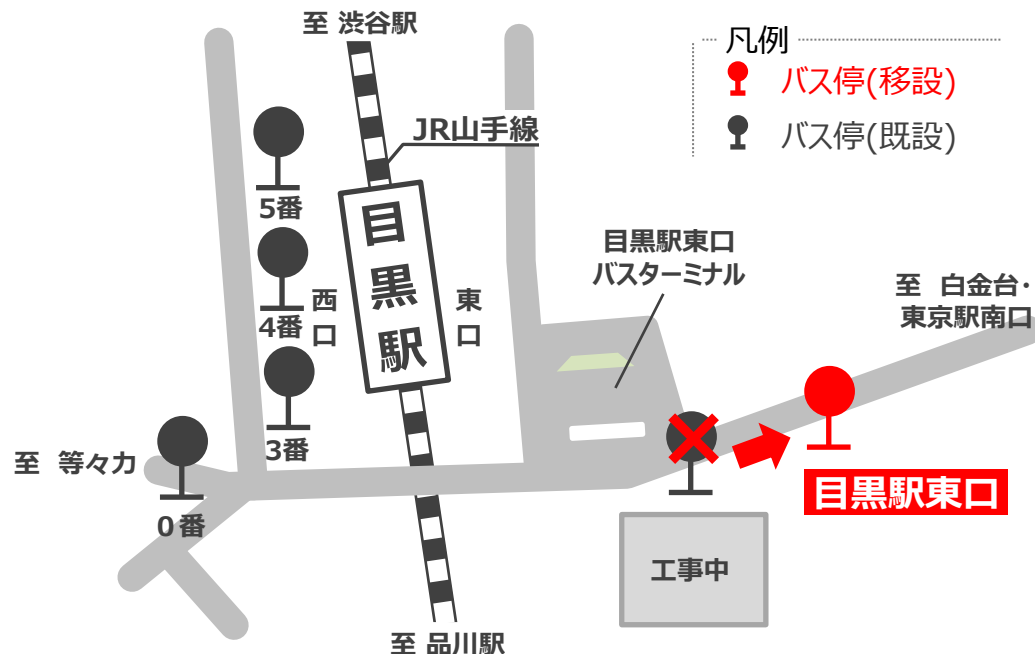 至 渋谷駅
凡例
バス停(移設)
バス停(既設)
JR山手線
5番
目黒駅
目黒駅東口
バスターミナル
西口
東口
4番
至 白金台・
東京駅南口
3番
至 等々力
0番
目黒駅東口
工事中
至 品川駅